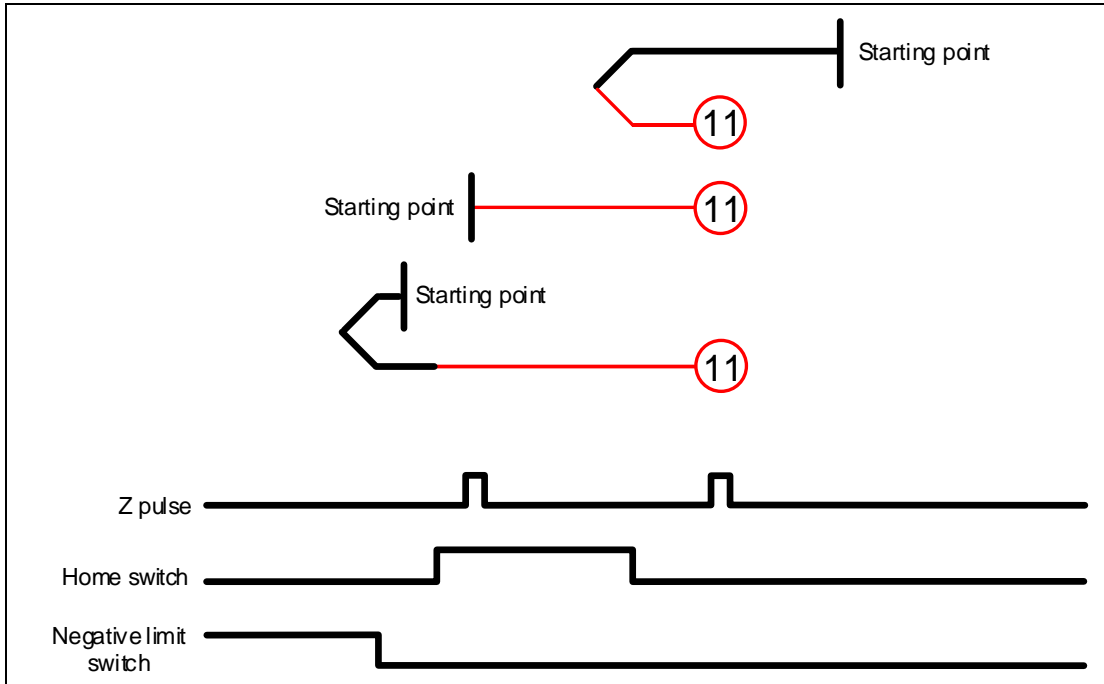 Starting point
11
Starting point
11
Starting point
11
Z pulse
Home switch
Negative limit
switch